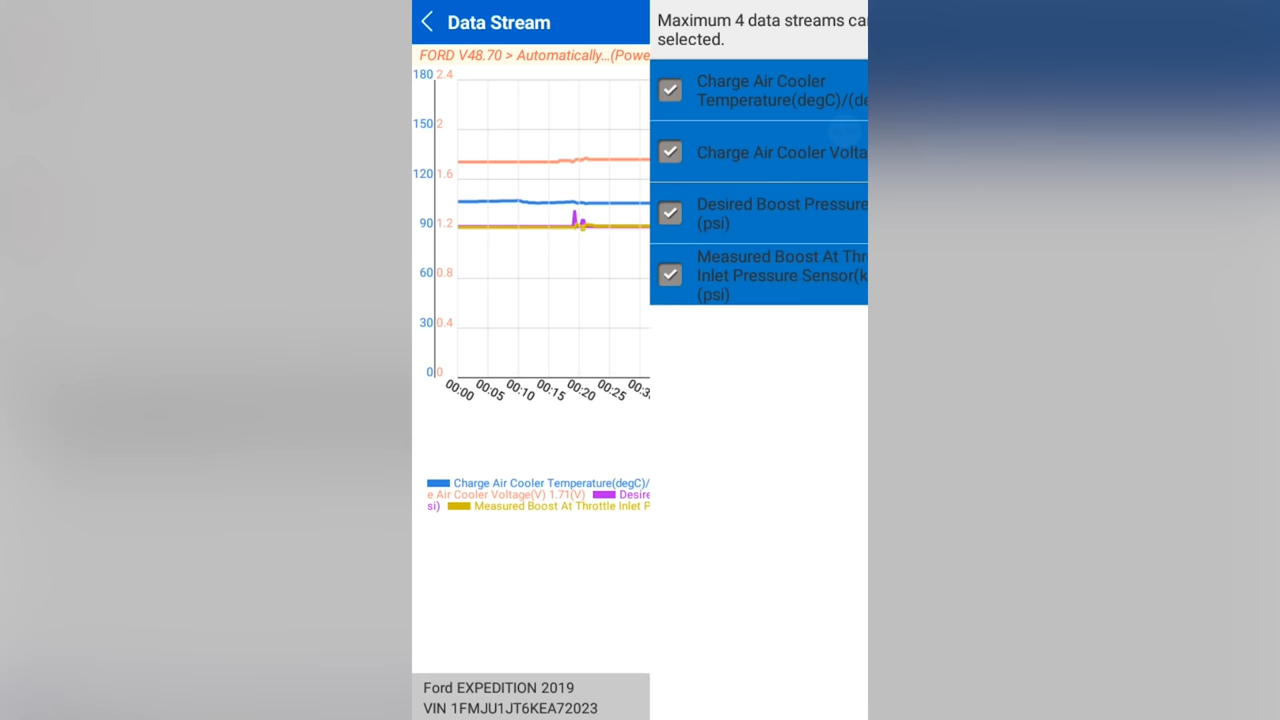 Data Stream
FORD V48.70 > Automatically...(Powe
180 2.4
150 2
120 1.6
90 1.2
60 0.8
30 0.4
0 0
00:00 00:05 00:10 00:15 00:20 00:25
Charge Air Cooler Temperature(degC)/
e Air Cooler Voltage(V) 1.71(V) Desire
si) Measured Boost At Throttle Inlet P
Ford EXPEDITION 2019
VIN 1FMJU1JT6KEA72023
Maximum 4 data streams ca
selected.
Charge Air Cooler
Temperature(degC)/(de
Charge Air Cooler Volta
Desired Boost Pressure
(psi)
Measured Boost At Thr
Inlet Pressure Sensor(k
(psi)